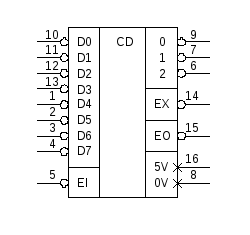 10 D0 CD 0 9
11 D1 1 7
12 D2 2 6
13 D3
1 D4 EX 14
2 D5
3 D6 EO 15
4 D7
5V 16
5 EI 0V 8